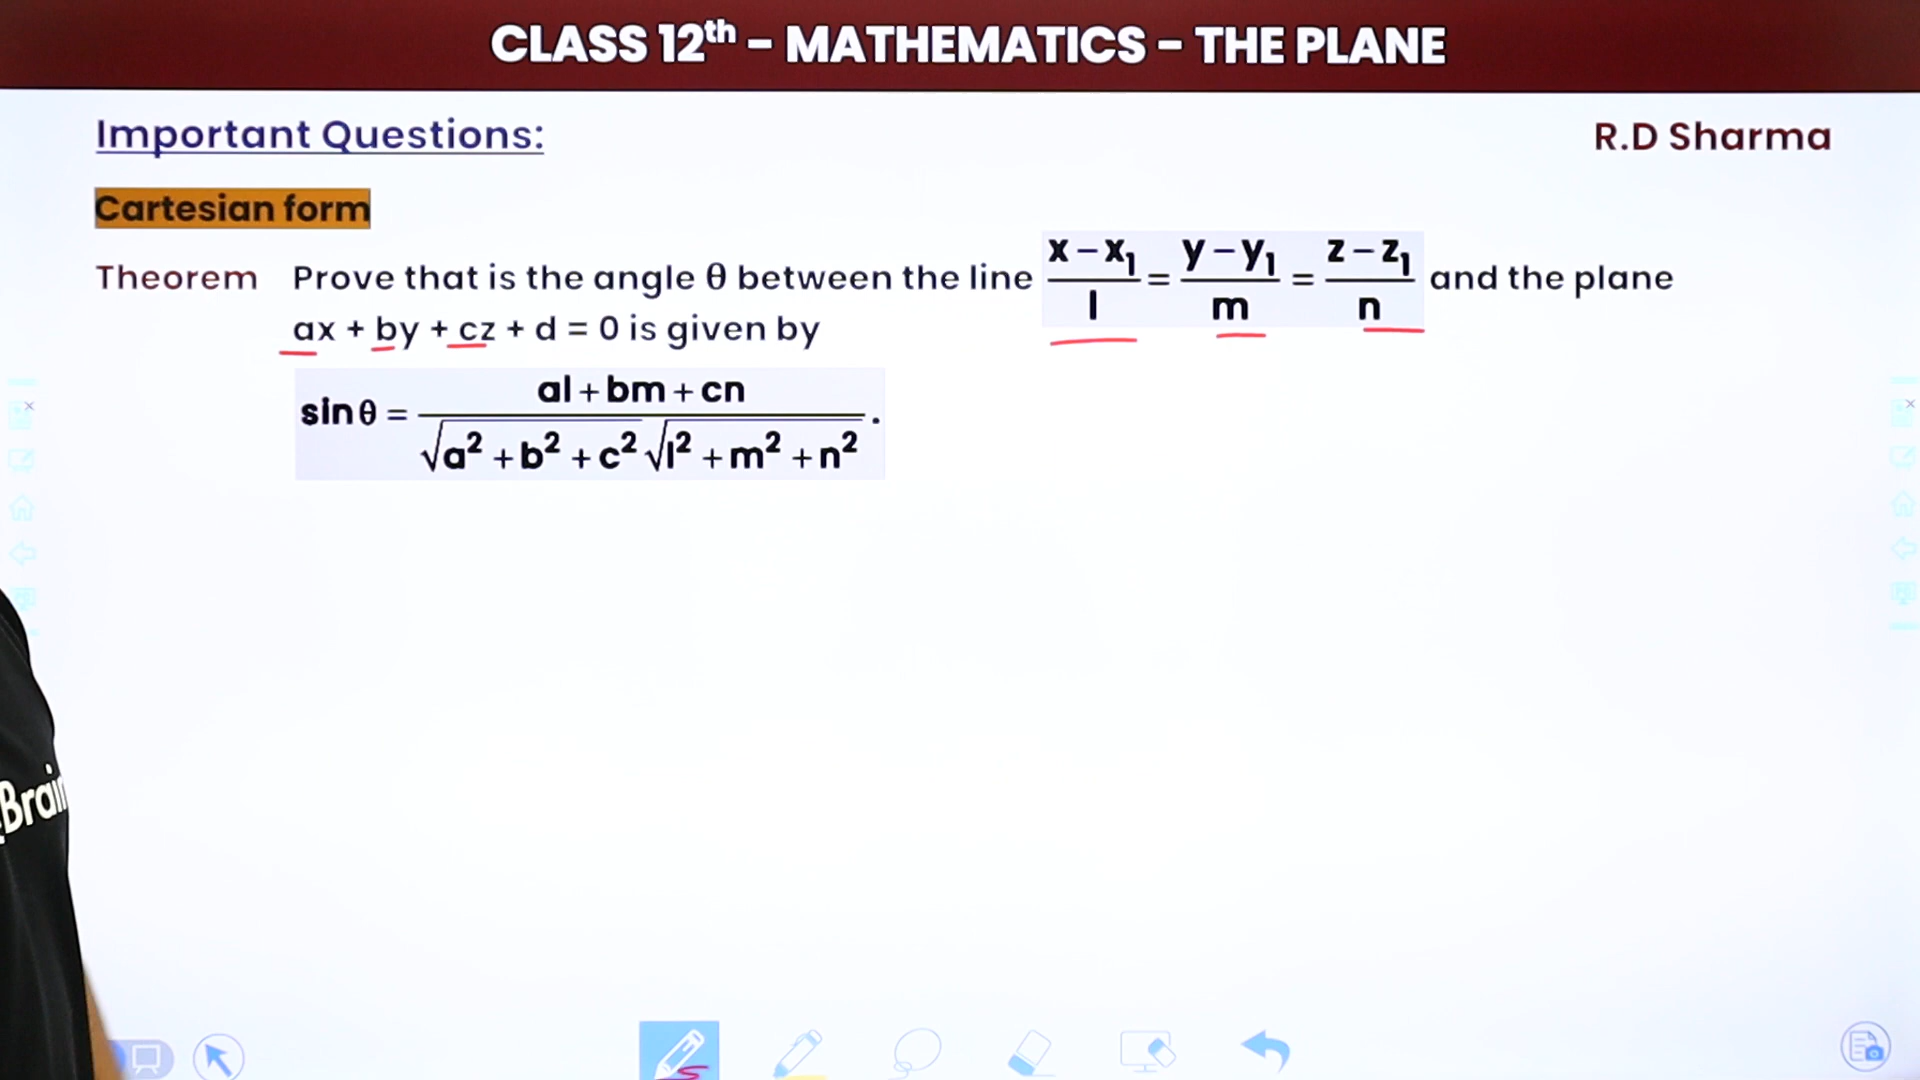 CLASS 12th - MATHEMATICS - THE PLANE
Important Questions:
R.D Sharma
Cartesian form
Theorem Prove that is the angle θ between the line (x – x₁)/l = (y – y₁)/m = (z – z₁)/n and the plane
ax + by + cz + d = 0 is given by
sinθ = (al + bm + cn)/(√(a² + b² + c²) √(l² + m² + n²)).